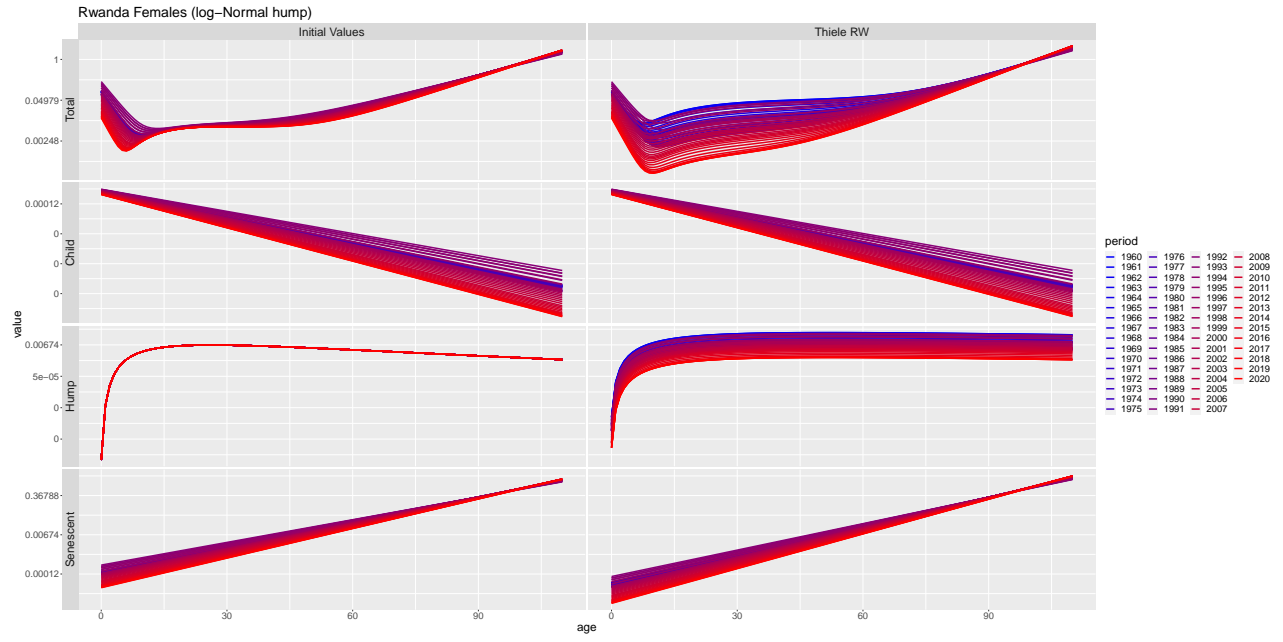 Rwanda Females (log−Normal hump)
Initial Values
Thiele RW
Total
1
0.04979
0.00248
Child
0.00012
0
0
0
Hump
0.00674
5e−05
0
0
Senescent
0.36788
0.00674
0.00012
value
0 30 60 90
0 30 60 90
age
period
1960 1976 1992 2008
1961 1977 1993 2009
1962 1978 1994 2010
1963 1979 1995 2011
1964 1980 1996 2012
1965 1981 1997 2013
1966 1982 1998 2014
1967 1983 1999 2015
1968 1984 2000 2016
1969 1985 2001 2017
1970 1986 2002 2018
1971 1987 2003 2019
1972 1988 2004 2020
1973 1989 2005
1974 1990 2006
1975 1991 2007